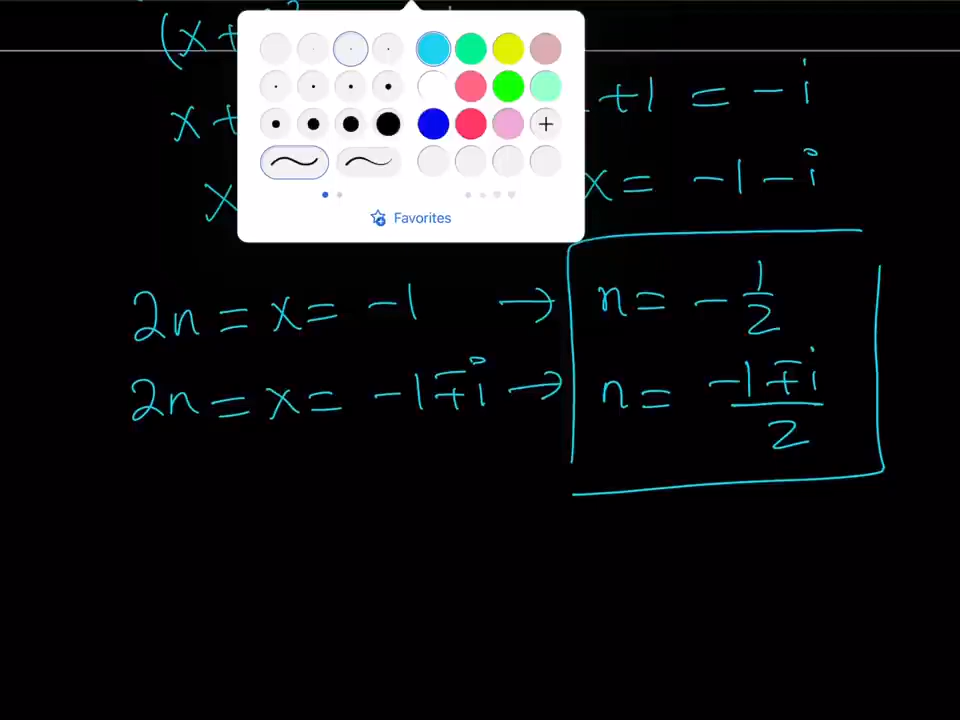 (x+
x+ +1 = -i
x x = -1-i
2n = x = -1 → n = -1/2
2n = x = -1∓i → n = (-1∓i)/2
Favorites